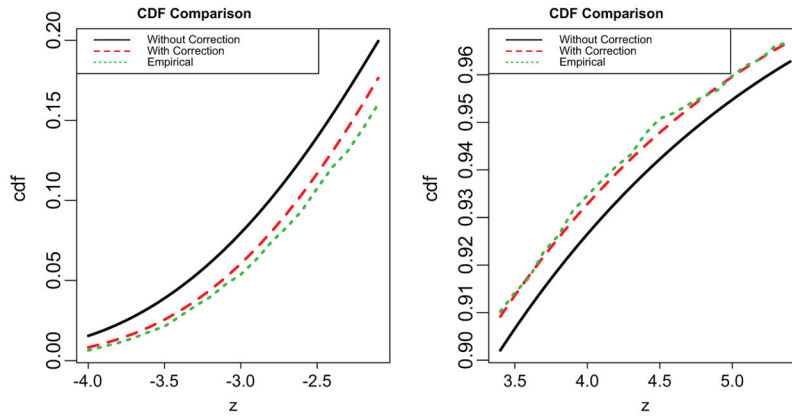 CDF Comparison
Without Correction
With Correction
Empirical
cdf
0.20
0.15
0.10
0.05
0.00
-4.0 -3.5 -3.0 -2.5
z
CDF Comparison
Without Correction
With Correction
Empirical
cdf
0.96
0.95
0.94
0.93
0.92
0.91
0.90
3.5 4.0 4.5 5.0
z